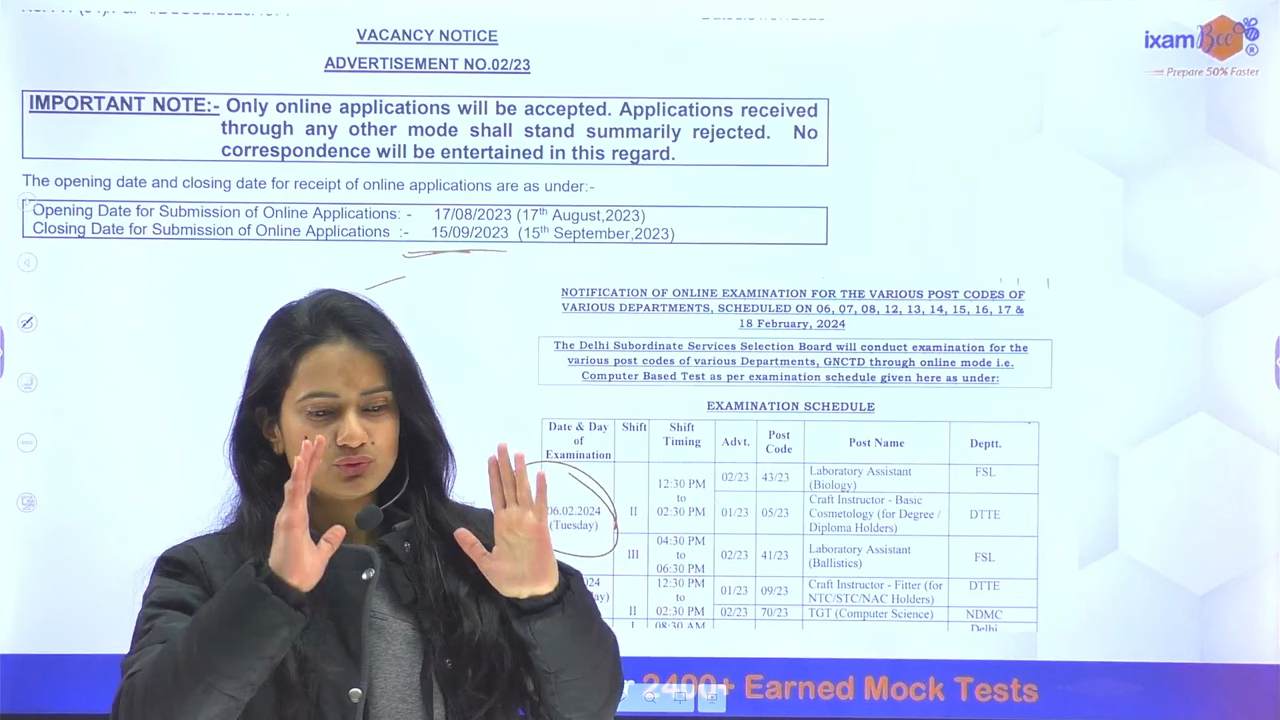 ixamBee
®
Prepare 50% Faster
VACANCY NOTICE
ADVERTISEMENT NO.02/23
IMPORTANT NOTE:- Only online applications will be accepted. Applications received
through any other mode shall stand summarily rejected. No
correspondence will be entertained in this regard.
The opening date and closing date for receipt of online applications are as under:-
Opening Date for Submission of Online Applications: - 17/08/2023 (17th August,2023)
Closing Date for Submission of Online Applications :- 15/09/2023 (15th September,2023)
NOTIFICATION OF ONLINE EXAMINATION FOR THE VARIOUS POST CODES OF
VARIOUS DEPARTMENTS, SCHEDULED ON 06, 07, 08, 12, 13, 14, 15, 16, 17 &
18 February, 2024
The Delhi Subordinate Services Selection Board will conduct examination for the
various post codes of various Departments, GNCTD through online mode i.e.
Computer Based Test as per examination schedule given here as under:
EXAMINATION SCHEDULE
Date & Day of Examination Shift Shift Timing Advt. Post Code Post Name Deptt.
06.02.2024 (Tuesday) II 12:30 PM to 02:30 PM 02/23 43/23 Laboratory Assistant (Biology) FSL
01/23 05/23 Craft Instructor - Basic Cosmetology (for Degree / Diploma Holders) DTTE
III 04:30 PM to 06:30 PM 02/23 41/23 Laboratory Assistant (Ballistics) FSL
II 12:30 PM to 02:30 PM 01/23 09/23 Craft Instructor - Fitter (for NTC/STC/NAC Holders) DTTE
02/23 70/23 TGT (Computer Science) NDMC
I 08:30 AM Delhi
2400+ Earned Mock Tests